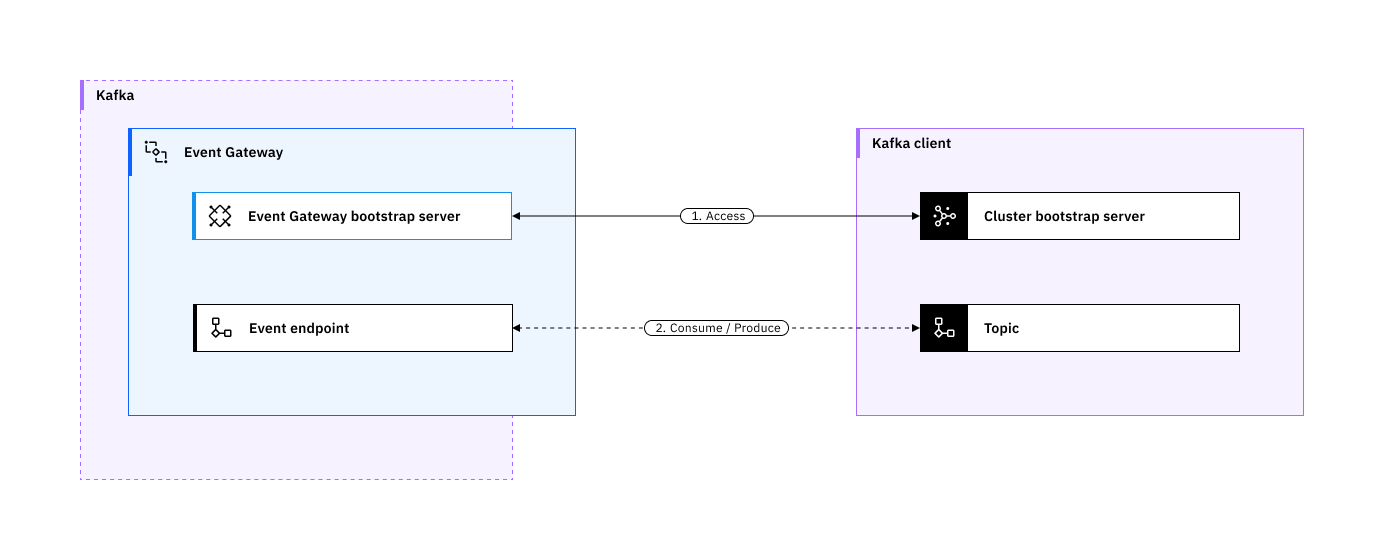 Kafka
Event Gateway
Kafka client
Event Gateway bootstrap server
1. Access
Cluster bootstrap server
Event endpoint
2. Consume / Produce
Topic